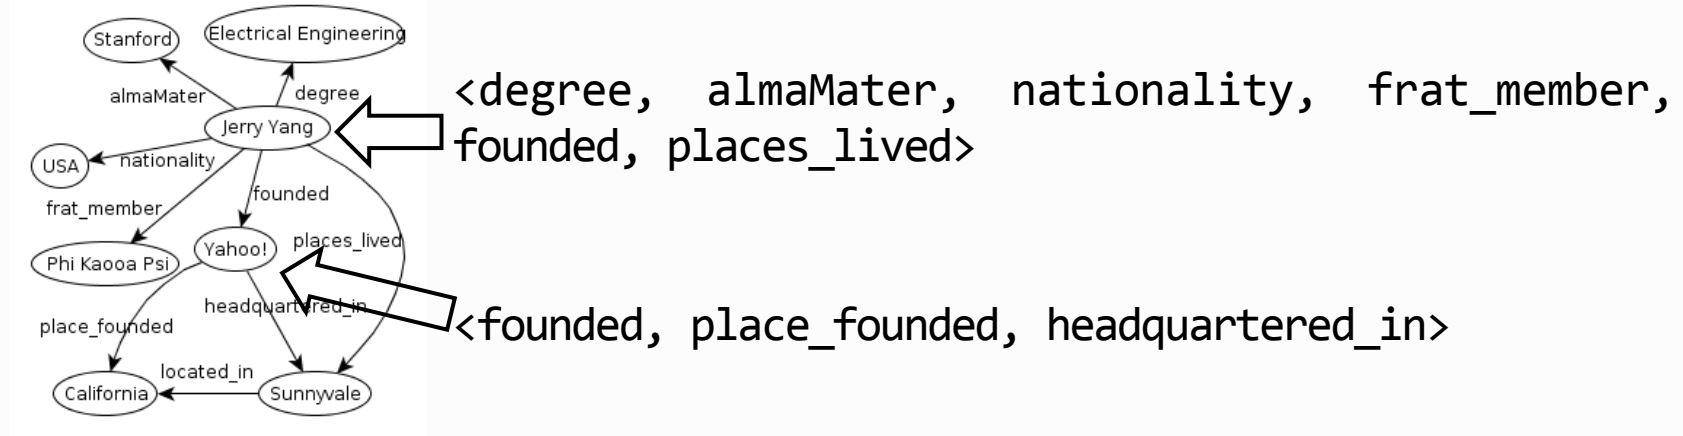 Stanford
Electrical Engineering
almaMater
degree
<degree, almaMater, nationality, frat_member,
founded, places_lived>
Jerry Yang
USA
nationality
frat_member
founded
Phi Kaooa Psi
Yahoo!
places_lived
headquartered_in
place_founded
<founded, place_founded, headquartered_in>
located_in
California
Sunnyvale